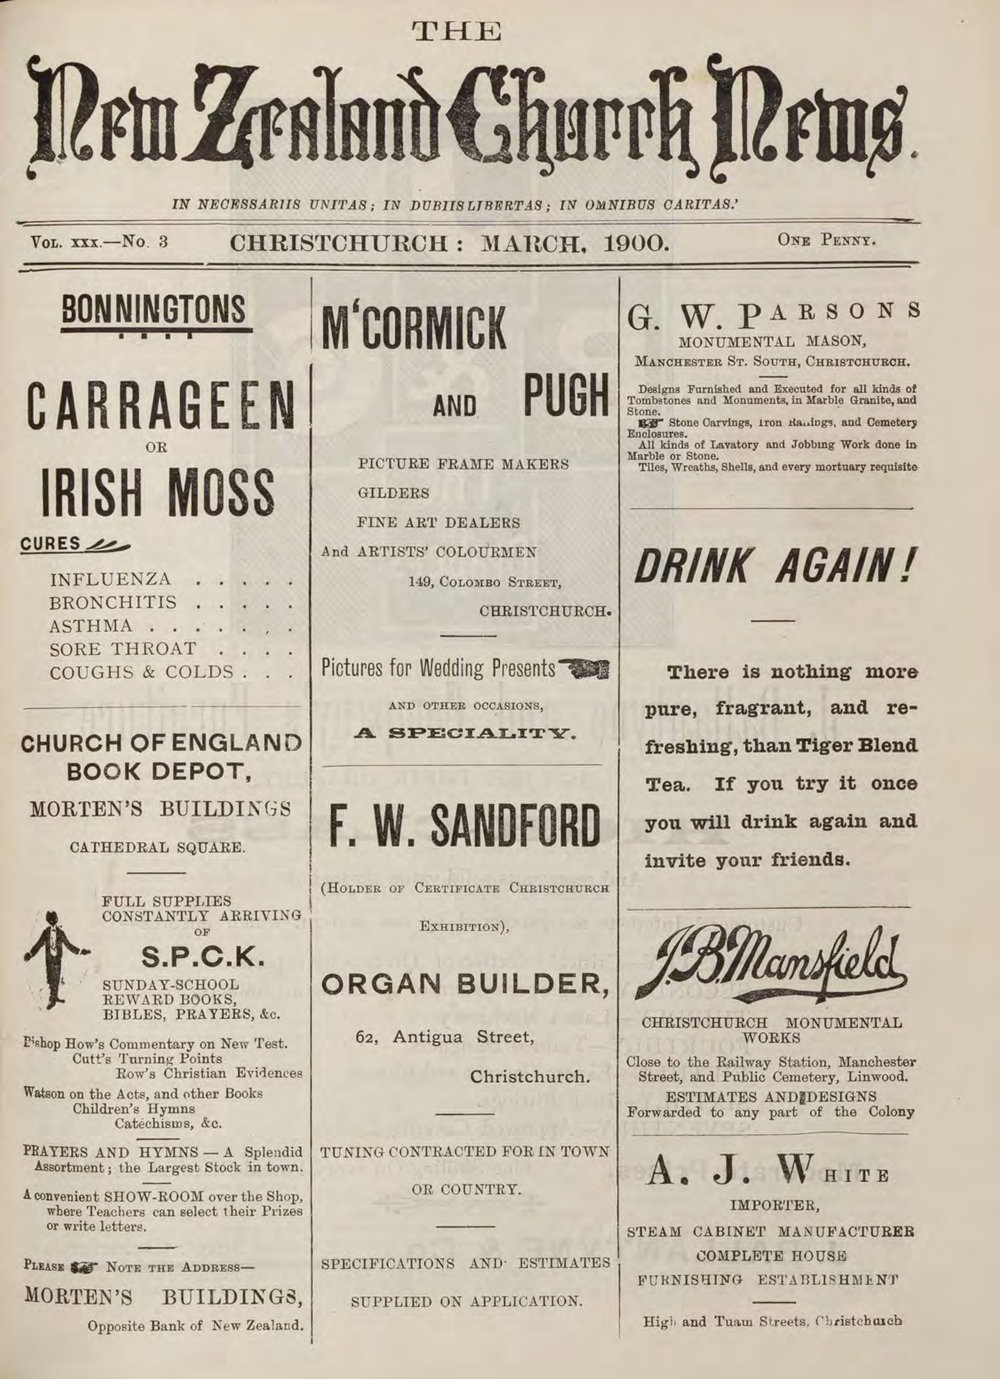 THE
New Zealand Church News.
IN NECESSARIIS UNITAS; IN DUBIIS LIBERTAS; IN OMNIBUS CARITAS.'
VOL. XXX.—No. 3
CHRISTCHURCH: MARCH, 1900.
ONE PENNY.
BONNINGTONS
CARRAGEEN
OR
IRISH MOSS
CURES
INFLUENZA . . . . .
BRONCHITIS . . . . .
ASTHMA . . . . . . .
SORE THROAT . . . .
COUGHS & COLDS . . .
CHURCH OF ENGLAND
BOOK DEPOT,
MORTEN'S BUILDINGS
CATHEDRAL SQUARE.
FULL SUPPLIES
CONSTANTLY ARRIVING
OF
S.P.C.K.
SUNDAY-SCHOOL
REWARD BOOKS,
BIBLES, PRAYERS, &c.
Bishop How's Commentary on New Test.
Cutt's Turning Points
Row's Christian Evidences
Watson on the Acts, and other Books
Children's Hymns
Catechisms, &c.
PRAYERS AND HYMNS — A Splendid
Assortment; the Largest Stock in town.
A convenient SHOW-ROOM over the Shop,
where Teachers can select their Prizes
or write letters.
PLEASE NOTE THE ADDRESS—
MORTEN'S BUILDINGS,
Opposite Bank of New Zealand.
M'CORMICK
AND PUGH
PICTURE FRAME MAKERS
GILDERS
FINE ART DEALERS
And ARTISTS' COLOURMEN
149, COLOMBO STREET,
CHRISTCHURCH.
Pictures for Wedding Presents
AND OTHER OCCASIONS,
A SPECIALITY.
F. W. SANDFORD
(HOLDER OF CERTIFICATE CHRISTCHURCH
EXHIBITION),
ORGAN BUILDER,
62, Antigua Street,
Christchurch.
TUNING CONTRACTED FOR IN TOWN
OR COUNTRY.
SPECIFICATIONS AND ESTIMATES
SUPPLIED ON APPLICATION.
G. W. PARSONS
MONUMENTAL MASON,
MANCHESTER ST. SOUTH, CHRISTCHURCH.
Designs Furnished and Executed for all kinds of
Tombstones and Monuments, in Marble Granite, and
Stone.
Stone Carvings, Iron Railings, and Cemetery
Enclosures.
All kinds of Lavatory and Jobbing Work done in
Marble or Stone.
Tiles, Wreaths, Shells, and every mortuary requisite
DRINK AGAIN!
There is nothing more
pure, fragrant, and re-
freshing, than Tiger Blend
Tea. If you try it once
you will drink again and
invite your friends.
J.B. Mansfield
CHRISTCHURCH MONUMENTAL
WORKS
Close to the Railway Station, Manchester
Street, and Public Cemetery, Linwood.
ESTIMATES AND DESIGNS
Forwarded to any part of the Colony
A. J. WHITE
IMPORTER,
STEAM CABINET MANUFACTURER
COMPLETE HOUSE
FURNISHING ESTABLISHMENT
High and Tuam Streets, Christchurch